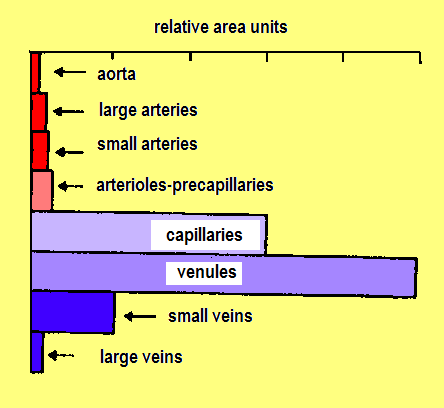 relative area units
aorta
large arteries
small arteries
arterioles-precapillaries
capillaries
venules
small veins
large veins